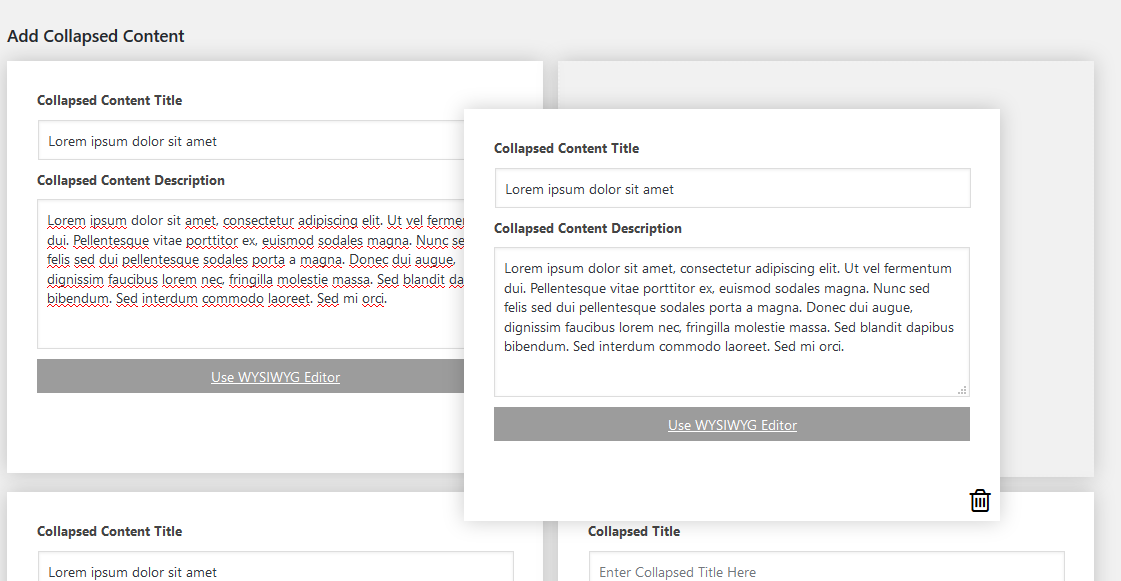 Add Collapsed Content
Collapsed Content Title
Lorem ipsum dolor sit amet
Collapsed Content Description
Lorem ipsum dolor sit amet, consectetur adipiscing elit. Ut vel
dui. Pellentesque vitae porttitor ex, euismod sodales magna. Nunc
felis sed dui pellentesque sodales porta a magna. Donec dui augue,
dignissim faucibus lorem nec, fringilla molestie massa. Sed blandit
bibendum. Sed interdum commodo laoreet. Sed mi orci.
Use WYSIWYG Editor
Collapsed Content Title
Lorem ipsum dolor sit amet
Collapsed Content Description
Lorem ipsum dolor sit amet, consectetur adipiscing elit. Ut vel fermentum
dui. Pellentesque vitae porttitor ex, euismod sodales magna. Nunc sed
felis sed dui pellentesque sodales porta a magna. Donec dui augue,
dignissim faucibus lorem nec, fringilla molestie massa. Sed blandit dapibus
bibendum. Sed interdum commodo laoreet. Sed mi orci.
Use WYSIWYG Editor
Collapsed Content Title
Lorem ipsum dolor sit amet
Collapsed Title
Enter Collapsed Title Here